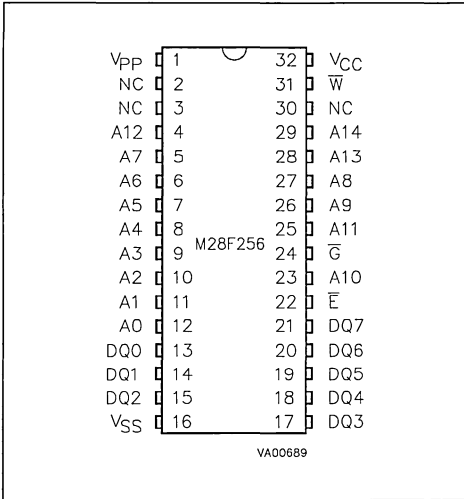 VPP 1 32 VCC
NC 2 31 W̅
NC 3 30 NC
A12 4 29 A14
A7 5 28 A13
A6 6 27 A8
A5 7 26 A9
A4 8 25 A11
M28F256
A3 9 24 G̅
A2 10 23 A10
A1 11 22 E̅
A0 12 21 DQ7
DQ0 13 20 DQ6
DQ1 14 19 DQ5
DQ2 15 18 DQ4
VSS 16 17 DQ3
VA00689